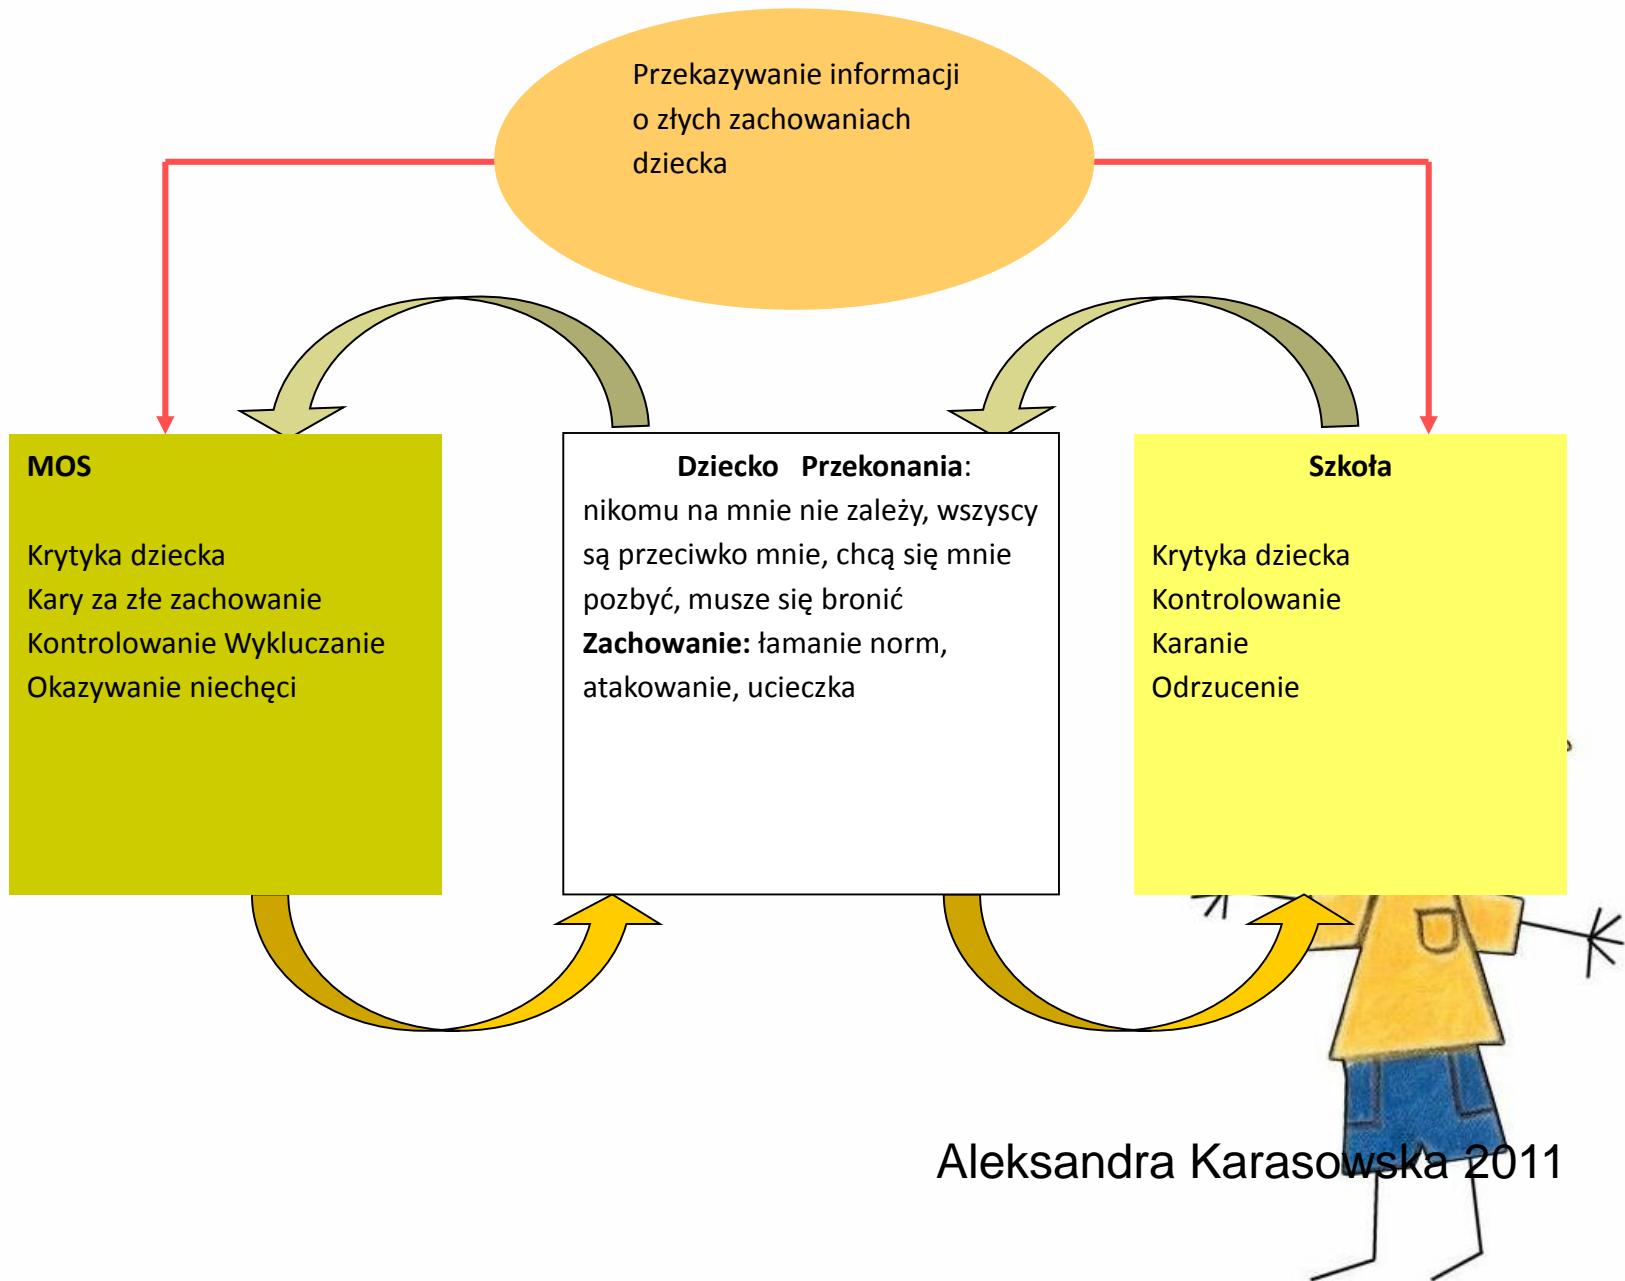 Przekazywanie informacji
o złych zachowaniach
dziecka
MOS
Krytyka dziecka
Kary za złe zachowanie
Kontrolowanie Wykluczanie
Okazywanie niechęci
Dziecko Przekonania:
nikomu na mnie nie zależy, wszyscy
są przeciwko mnie, chcą się mnie
pozbyć, musze się bronić
Zachowanie: łamanie norm,
atakowanie, ucieczka
Szkoła
Krytyka dziecka
Kontrolowanie
Karanie
Odrzucenie
Aleksandra Karasowska 2011